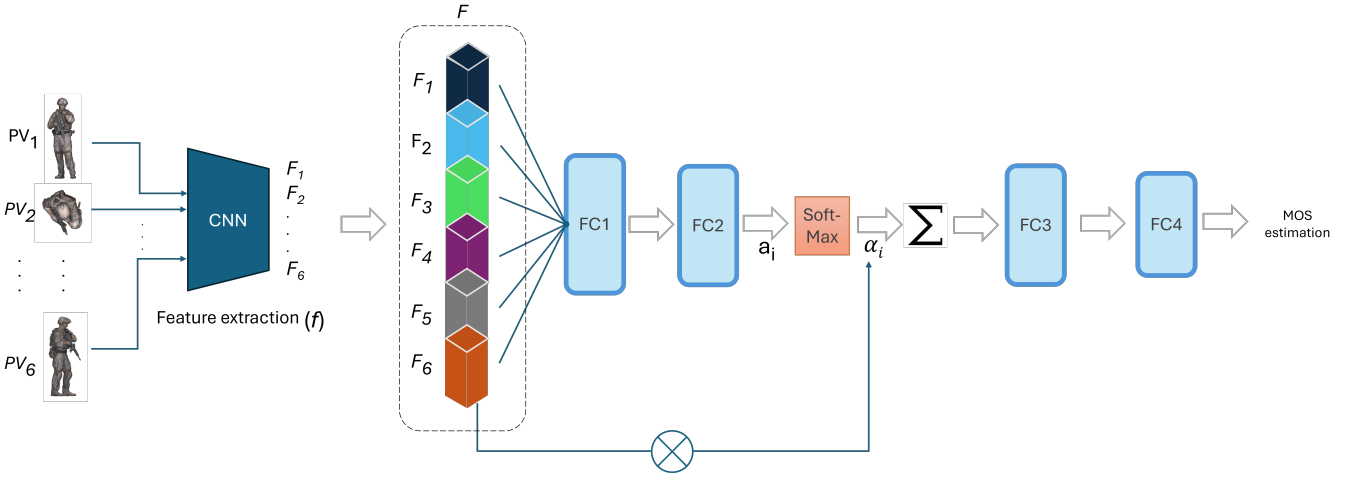 F
F1
F2
F3
F4
F5
F6
PV1
PV2
PV6
CNN
F1
F2
F6
Feature extraction (f)
FC1
FC2
ai
Soft-
Max
αi
Σ
FC3
FC4
MOS
estimation